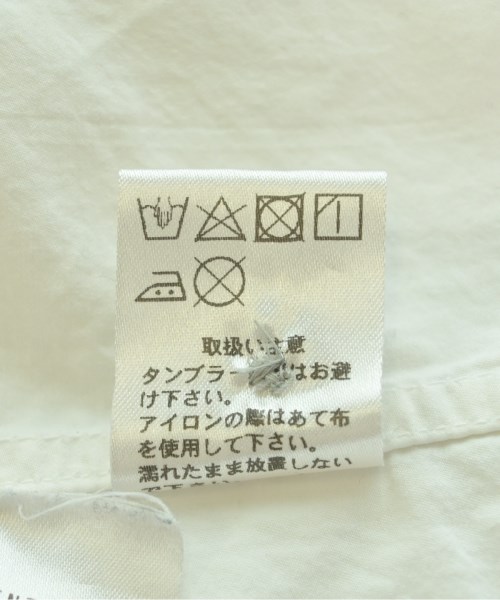 取扱い注意
タンブラー はお避
け下さい。
アイロンの際はあて布
を使用して下さい。
濡れたまま放置しない